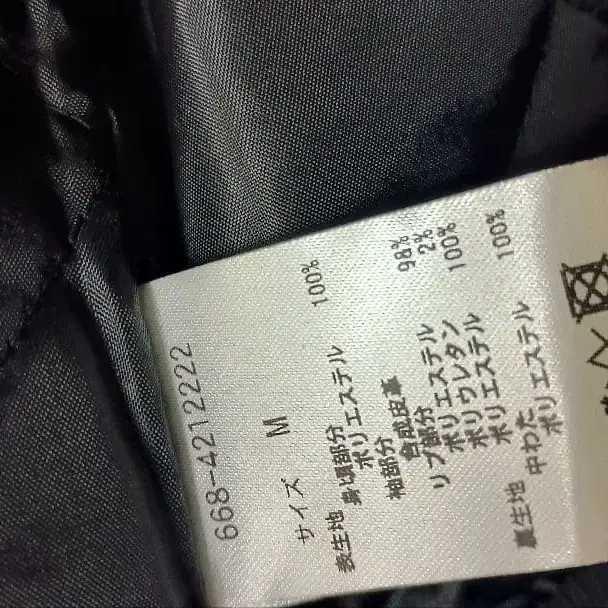 668-4212222
サイズ M
表生地 身頃部分
ポリエステル 100%
袖部分
合成皮革
リブ部分
ポリエステル 98%
ポリウレタン 2%
裏生地 ポリエステル 100%
中わた
ポリエステル 100%